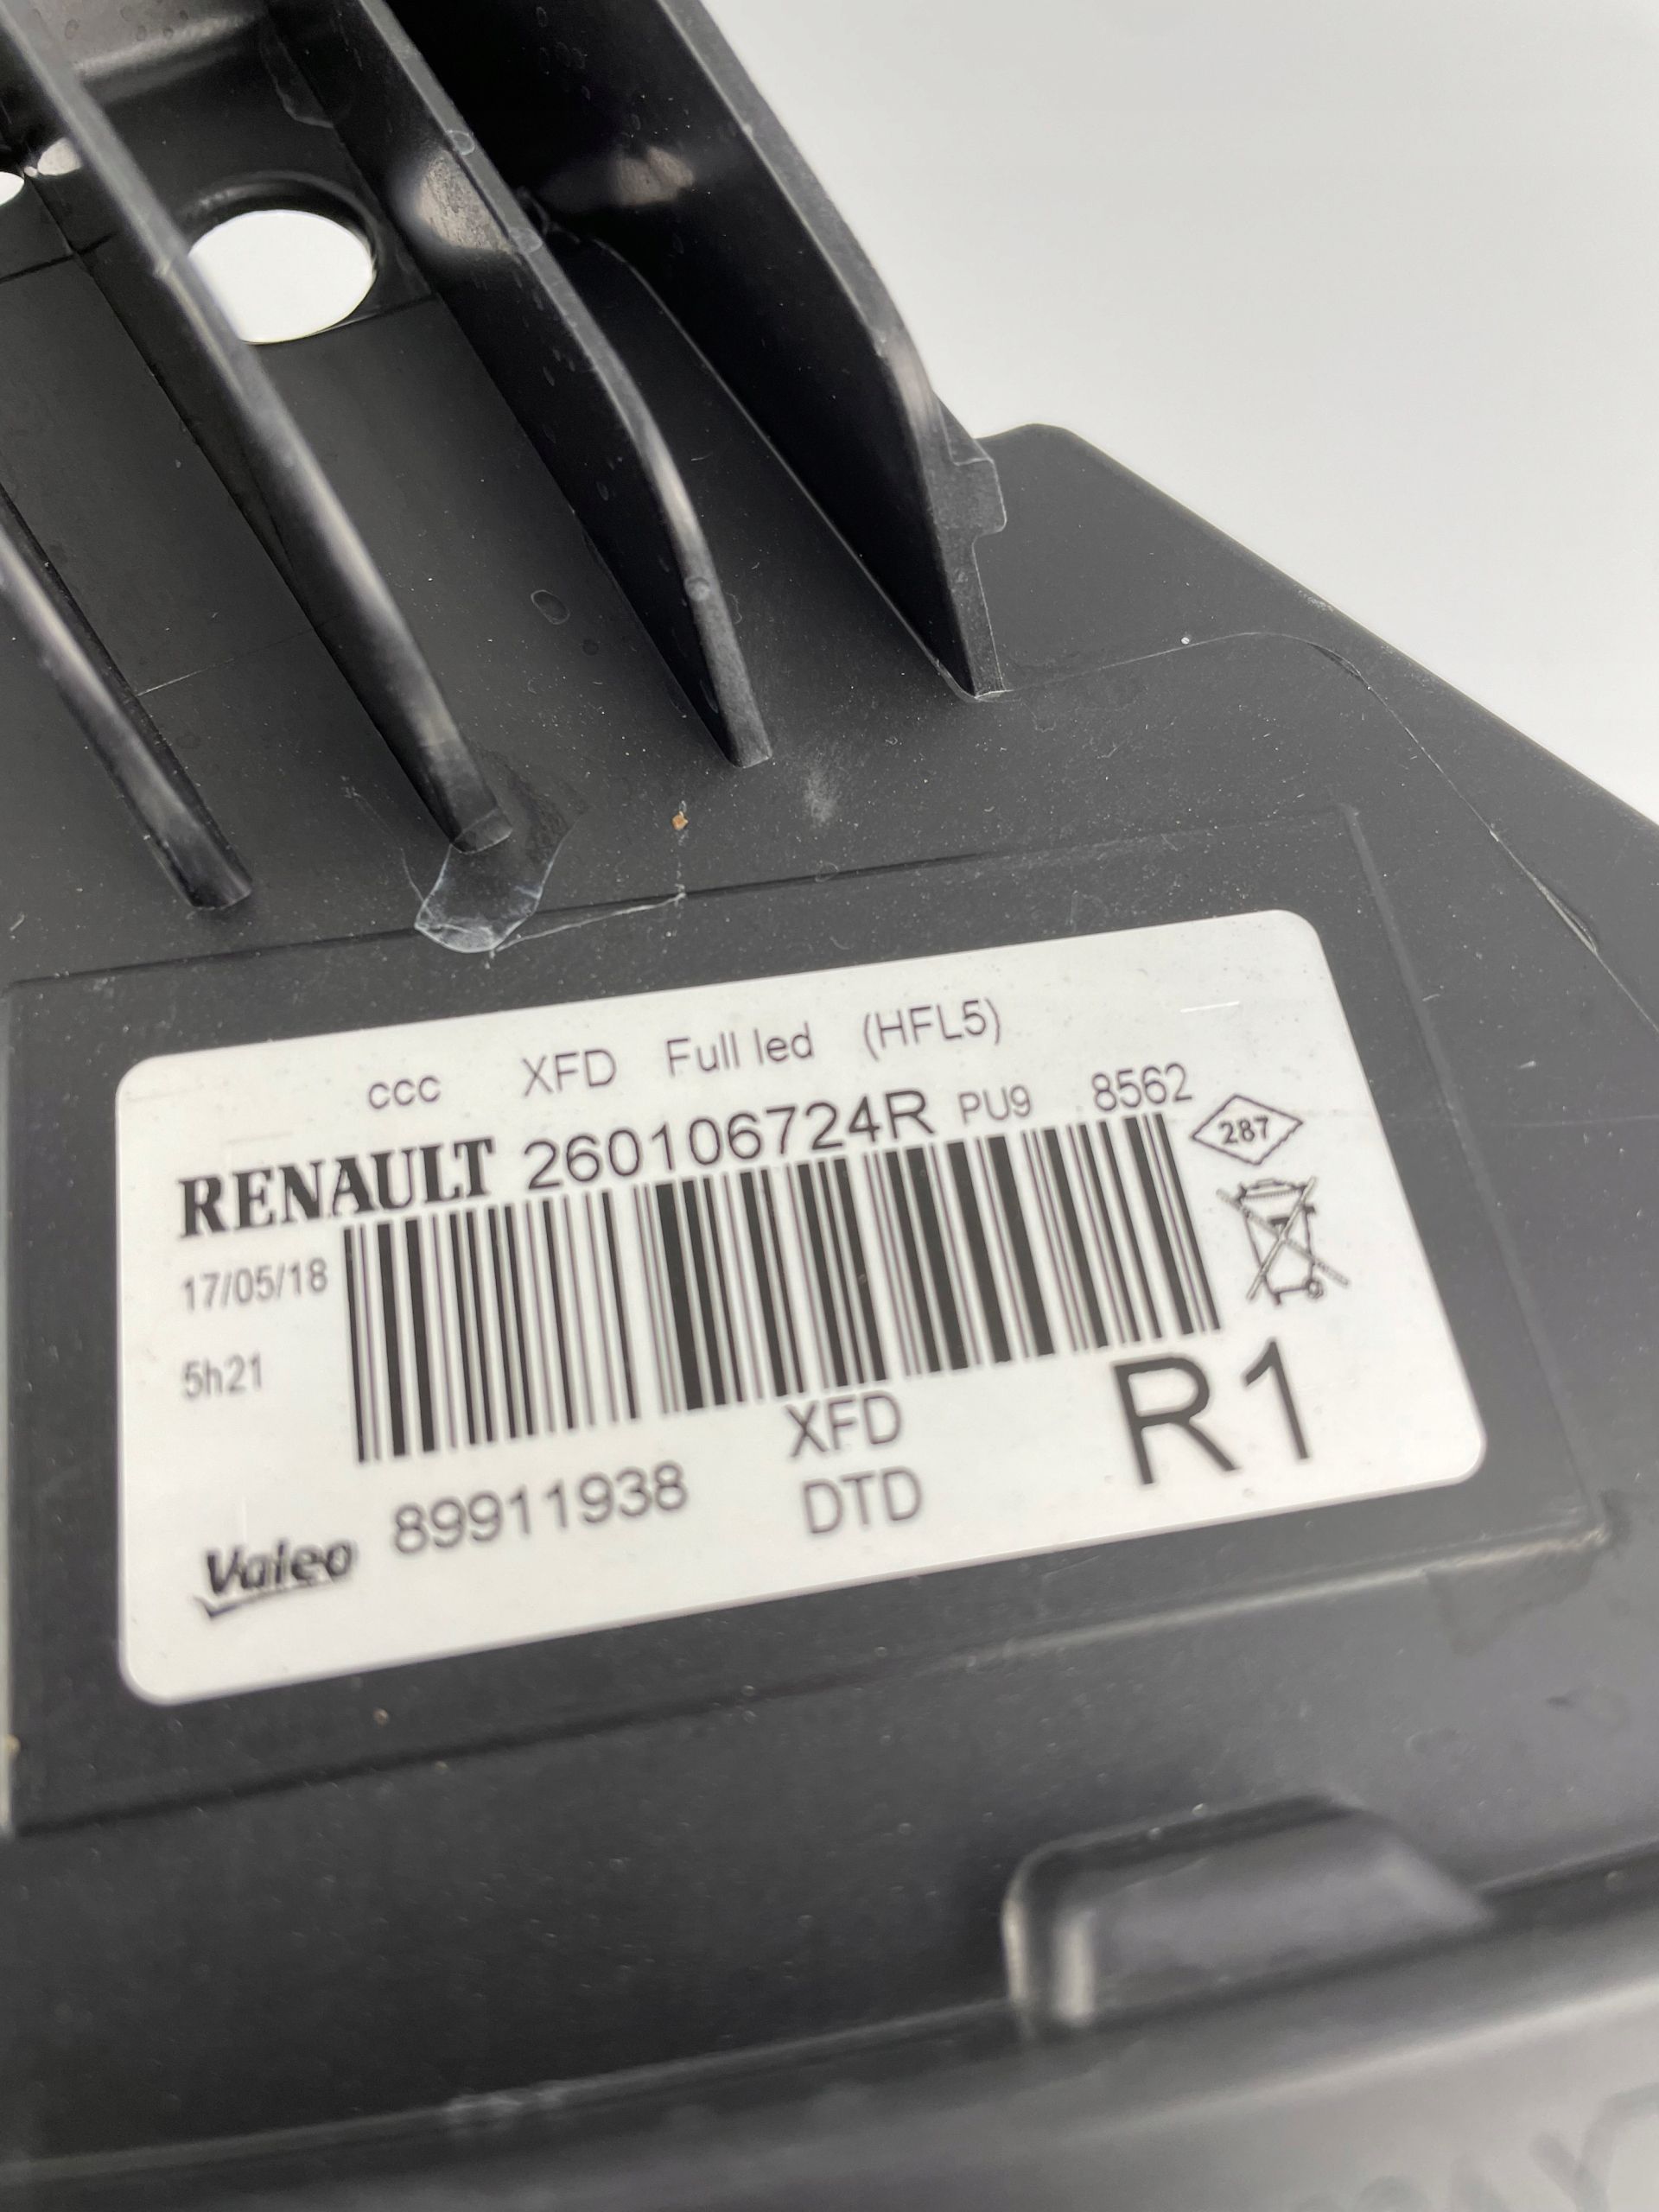 ccc XFD Full led (HFL5)
RENAULT 260106724R PU9 8562
287
17/05/18
5h21
XFD
R1
Valeo 89911938 DTD